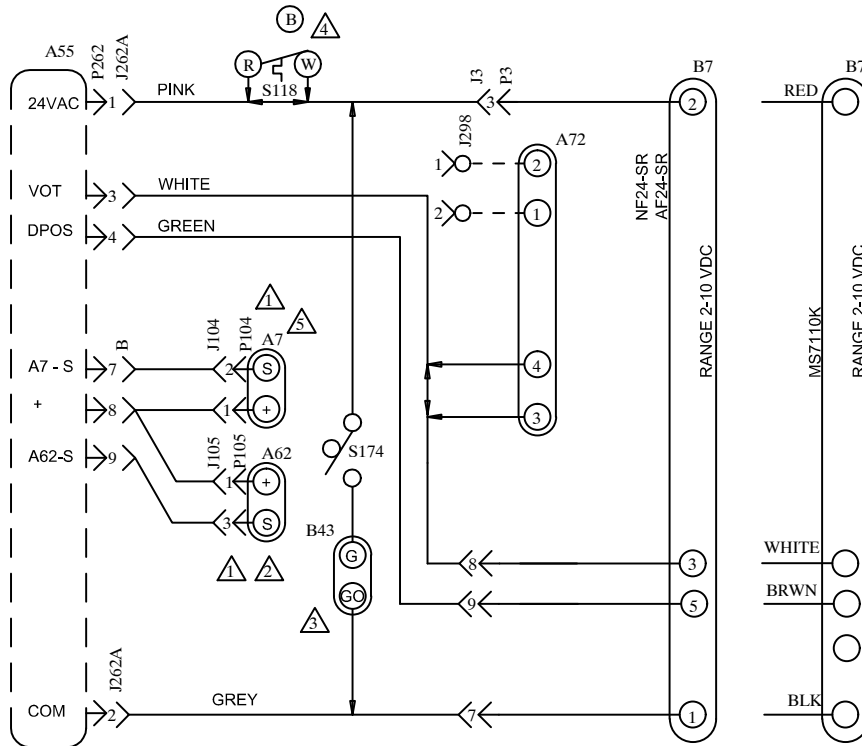 B
4
A55
P262
J262A
R
W
S118
B7
B7
24VAC
1
PINK
J3
P3
3
2
RED
J298
A72
1
2
2
1
NF24-SR
AF24-SR
VOT
3
WHITE
DPOS
4
GREEN
RANGE 2-10 VDC
MS7110K
RANGE 2-10 VDC
1
5
B
J104
P104
A7
A7 - S
7
2
S
4
+
8
1
+
3
A62-S
9
J105
P105
A62
S174
1
+
3
S
B43
1
2
G
8
3
WHITE
GO
9
5
BRWN
3
J262A
COM
2
GREY
7
1
BLK